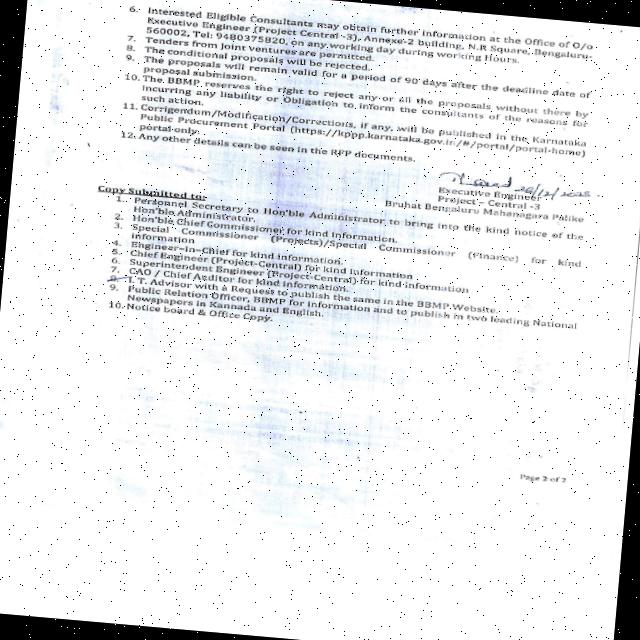 6. Interested Eligible Consultants may obtain further information at the Office of O/o
Executive Engineer (Project Central -3), Annexe-2 building, N.R Square, Bengaluru-
560002, Tel: 9480375820, on any working day during working Hours.
7. Tenders from joint ventures are permitted.
8. The conditional proposals will be rejected.
9. The proposals will remain valid for a period of 90 days after the deadline date of
proposal submission.
10. The BBMP, reserves the right to reject any or all the proposals without there by
incurring any liability or Obligation to inform the consultants of the reasons for
such action.
11. Corrigendum/Modification/Corrections, if any, will be published in the Karnataka
Public Procurement Portal (https://kppp.karnataka.gov.in/#/portal/portal-home)
portal only.
12. Any other details can be seen in the RFP documents.
Executive Engineer
Project - Central -3
Bruhat Bengaluru Mahanagara Palike
Copy Submitted to:
1. Personnel Secretary to Hon'ble Administrator to bring into the kind notice of the
Hon'ble Administrator.
2. Hon'ble Chief Commissioner for kind information.
3. Special Commissioner (Projects)/Special Commissioner (Finance) for kind
information
4. Engineer-in-Chief for kind information.
5. Chief Engineer (Project-Central) for kind information
6. Superintendent Engineer (Project-Central) for kind information
7. CAO / Chief Auditor for kind information.
8. I. T. Advisor with a Request to publish the same in the BBMP Website.
9. Public Relation Officer, BBMP for information and to publish in two leading National
Newspapers in Kannada and English.
10. Notice board & Office Copy.
Page 2 of 2